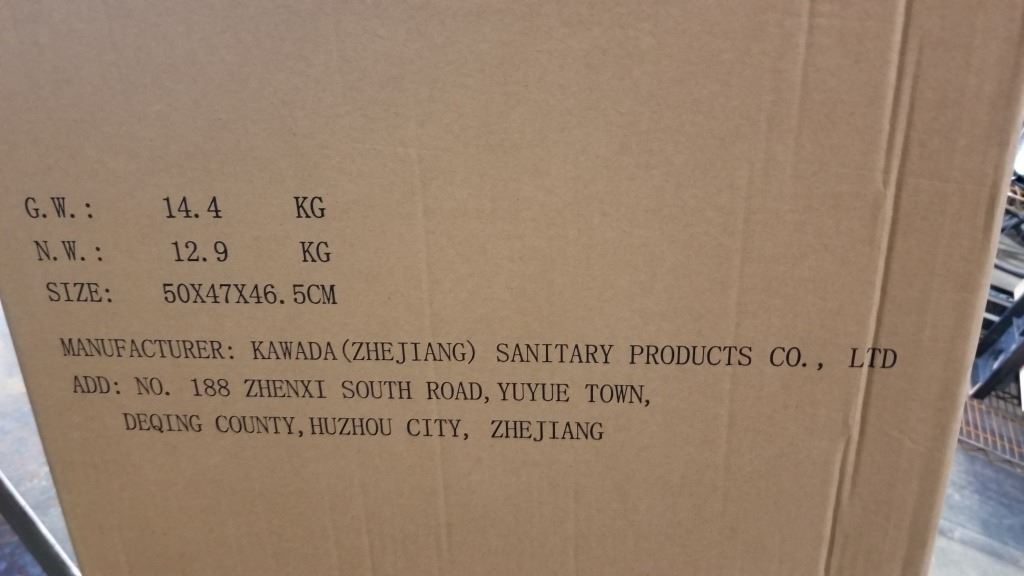 G.W.: 14.4 KG
N.W.: 12.9 KG
SIZE: 50X47X46.5CM
MANUFACTURER: KAWADA(ZHEJIANG) SANITARY PRODUCTS CO., LTD
ADD: NO. 188 ZHENXI SOUTH ROAD, YUYUE TOWN,
DEQING COUNTY, HUZHOU CITY, ZHEJIANG